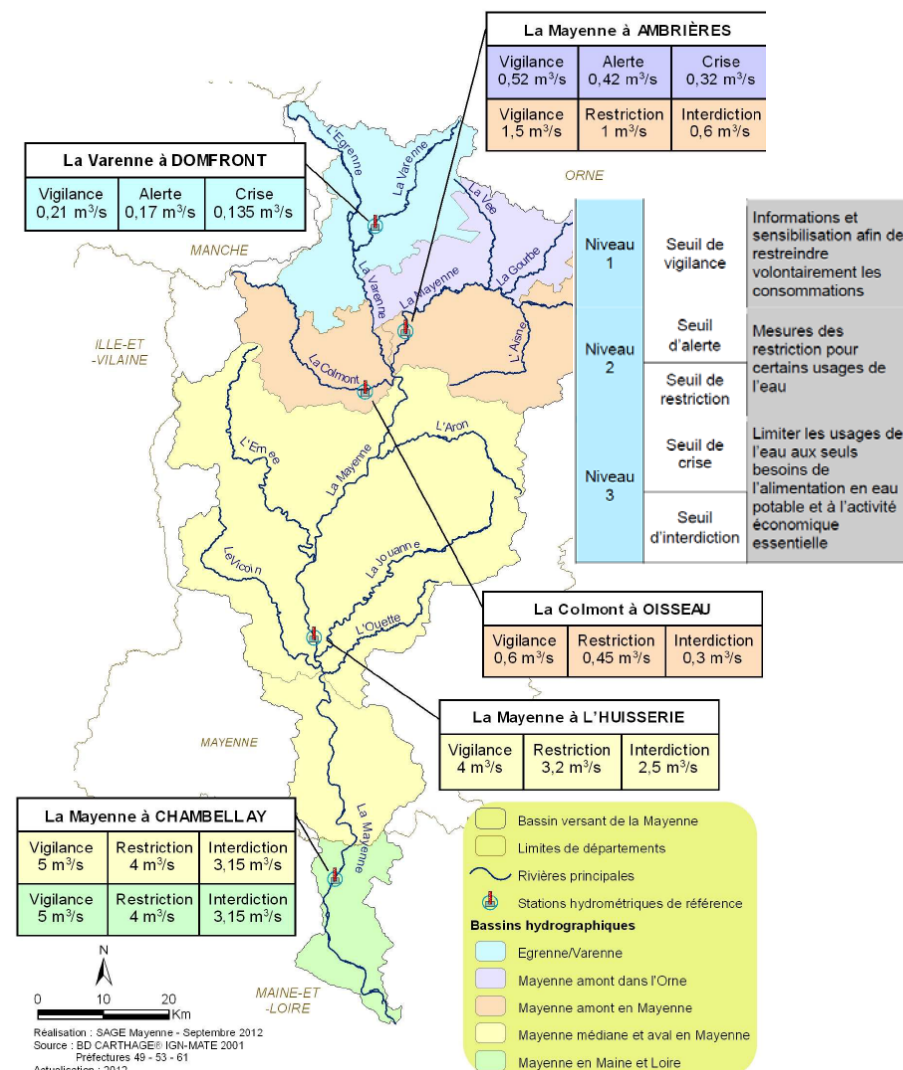 La Mayenne à AMBRIÈRES
Vigilance Alerte Crise
0,52 m³/s 0,42 m³/s 0,32 m³/s
Vigilance Restriction Interdiction
1,5 m³/s 1 m³/s 0,6 m³/s
La Varenne à DOMFRONT
Vigilance Alerte Crise
0,21 m³/s 0,17 m³/s 0,135 m³/s
L'Egrenne
La Varenne
ORNE
MANCHE
La Vee
La Gourbe
La Varenne
La Mayenne
L'Aisne
ILLE-ET
-VILAINE
La Colmont
L'Ernee
La Mayenne
L'Aron
LeVicoin
La Jouanne
L'Ouette
Niveau
1
Seuil de
vigilance
Informations et
sensibilisation afin de
restreindre
volontairement les
consommations
Niveau
2
Seuil
d'alerte
Seuil de
restriction
Mesures des
restriction pour
certains usages de
l'eau
Niveau
3
Seuil de
crise
Seuil
d'interdiction
Limiter les usages de
l'eau aux seuls
besoins de
l'alimentation en eau
potable et à l'activité
économique
essentielle
La Colmont à OISSEAU
Vigilance Restriction Interdiction
0,6 m³/s 0,45 m³/s 0,3 m³/s
La Mayenne à L'HUISSERIE
Vigilance Restriction Interdiction
4 m³/s 3,2 m³/s 2,5 m³/s
MAYENNE
La Mayenne
La Mayenne à CHAMBELLAY
Vigilance Restriction Interdiction
5 m³/s 4 m³/s 3,15 m³/s
Vigilance Restriction Interdiction
5 m³/s 4 m³/s 3,15 m³/s
MAINE-ET
-LOIRE
N
0 10 20
Km
Réalisation : SAGE Mayenne - Septembre 2012
Source : BD CARTHAGE® IGN-MATE 2001
Préfectures 49 - 53 - 61
Actualisation : 2012
Bassin versant de la Mayenne
Limites de départements
Rivières principales
Stations hydrométriques de référence
Bassins hydrographiques
Egrenne/Varenne
Mayenne amont dans l'Orne
Mayenne amont en Mayenne
Mayenne médiane et aval en Mayenne
Mayenne en Maine et Loire